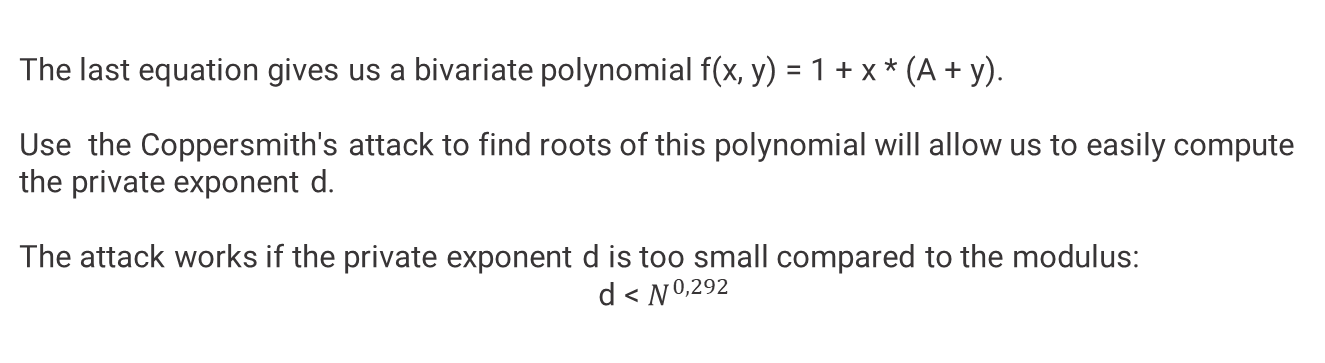 The last equation gives us a bivariate polynomial f(x, y) = 1 + x * (A + y).
Use the Coppersmith's attack to find roots of this polynomial will allow us to easily compute
the private exponent d.
The attack works if the private exponent d is too small compared to the modulus:
d < N^0,292